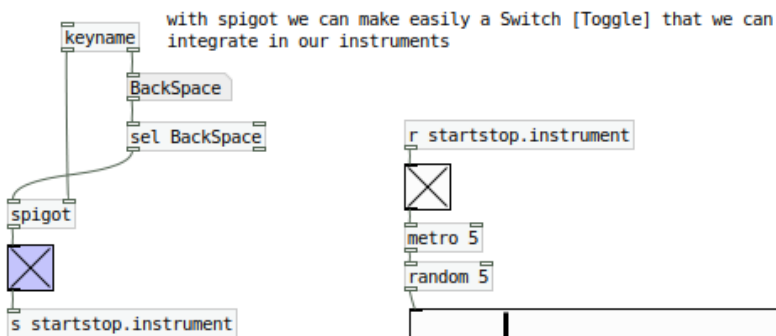 with spigot we can make easily a Switch [Toggle] that we can
integrate in our instruments
keyname
BackSpace
sel BackSpace
spigot
s startstop.instrument
r startstop.instrument
metro 5
random 5